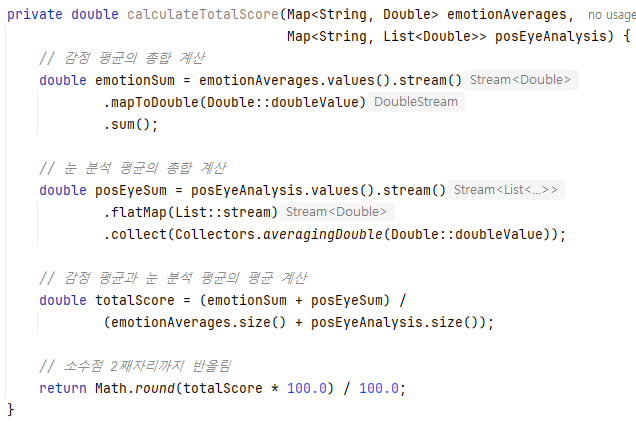 private double calculateTotalScore(Map<String, Double> emotionAverages, no usage
Map<String, List<Double>> posEyeAnalysis) {
// 감정 평균의 총합 계산
double emotionSum = emotionAverages.values().stream() Stream<Double>
.mapToDouble(Double::doubleValue) DoubleStream
.sum();
// 눈 분석 평균의 총합 계산
double posEyeSum = posEyeAnalysis.values().stream() Stream<List<...>>
.flatMap(List::stream) Stream<Double>
.collect(Collectors.averagingDouble(Double::doubleValue));
// 감정 평균과 눈 분석 평균의 평균 계산
double totalScore = (emotionSum + posEyeSum) /
(emotionAverages.size() + posEyeAnalysis.size());
// 소수점 2째자리까지 반올림
return Math.round(totalScore * 100.0) / 100.0;
}